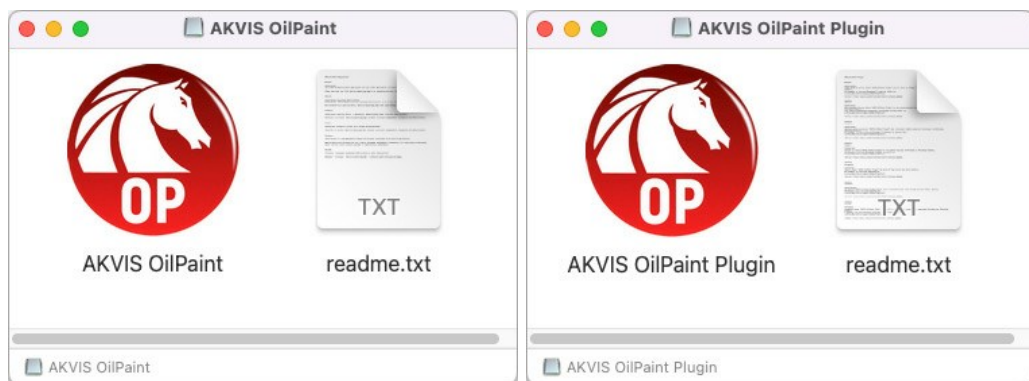 AKVIS OilPaint
OP
TXT
AKVIS OilPaint
readme.txt
AKVIS OilPaint
AKVIS OilPaint Plugin
OP
TXT
AKVIS OilPaint Plugin
readme.txt
AKVIS OilPaint Plugin